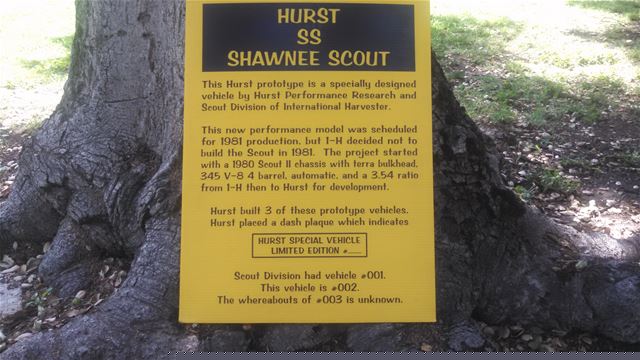 HURST
SS
SHAWNEE SCOUT
This Hurst prototype is a specially designed
vehicle by Hurst Performance Research and
Scout Division of International Harvester.
This new performance model was scheduled
for 1981 production, but I-H decided not to
build the Scout in 1981. The project started
with a 1980 Scout II chassis with terra bulkhead,
345 V-8 4 barrel, automatic, and a 3.54 ratio
from I-H then to Hurst for development.
Hurst built 3 of these prototype vehicles.
Hurst placed a dash plaque which indicates
HURST SPECIAL VEHICLE
LIMITED EDITION #____
Scout Division had vehicle #001.
This vehicle is #002.
The whereabouts of #003 is unknown.